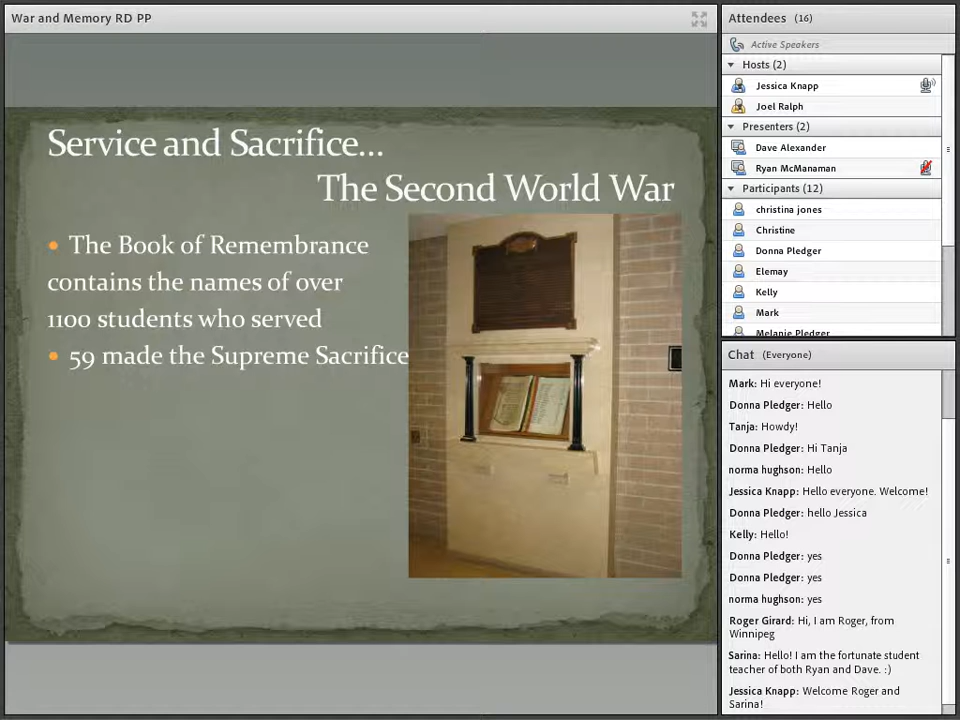 War and Memory RD PP
Service and Sacrifice...
The Second World War
• The Book of Remembrance
contains the names of over
1100 students who served
• 59 made the Supreme Sacrifice
Attendees (16)
Active Speakers
Hosts (2)
Jessica Knapp
Joel Ralph
Presenters (2)
Dave Alexander
Ryan McManaman
Participants (12)
christina jones
Christine
Donna Pledger
Elemay
Kelly
Mark
Melanie Pledger
Chat (Everyone)
Mark: Hi everyone!
Donna Pledger: Hello
Tanja: Howdy!
Donna Pledger: Hi Tanja
norma hughson: Hello
Jessica Knapp: Hello everyone. Welcome!
Donna Pledger: hello Jessica
Kelly: Hello!
Donna Pledger: yes
Donna Pledger: yes
norma hughson: yes
Roger Girard: Hi, I am Roger, from
Winnipeg
Sarina: Hello! I am the fortunate student
teacher of both Ryan and Dave. :)
Jessica Knapp: Welcome Roger and
Sarina!